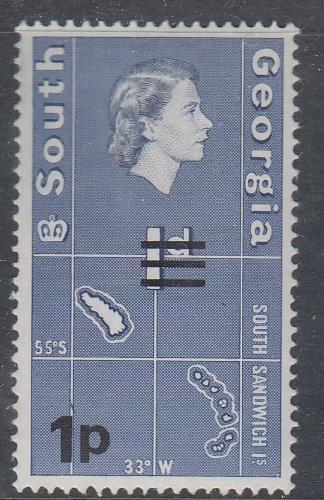 South
Georgia
1d
55°S
SOUTH SANDWICH Is.
1p
33°W